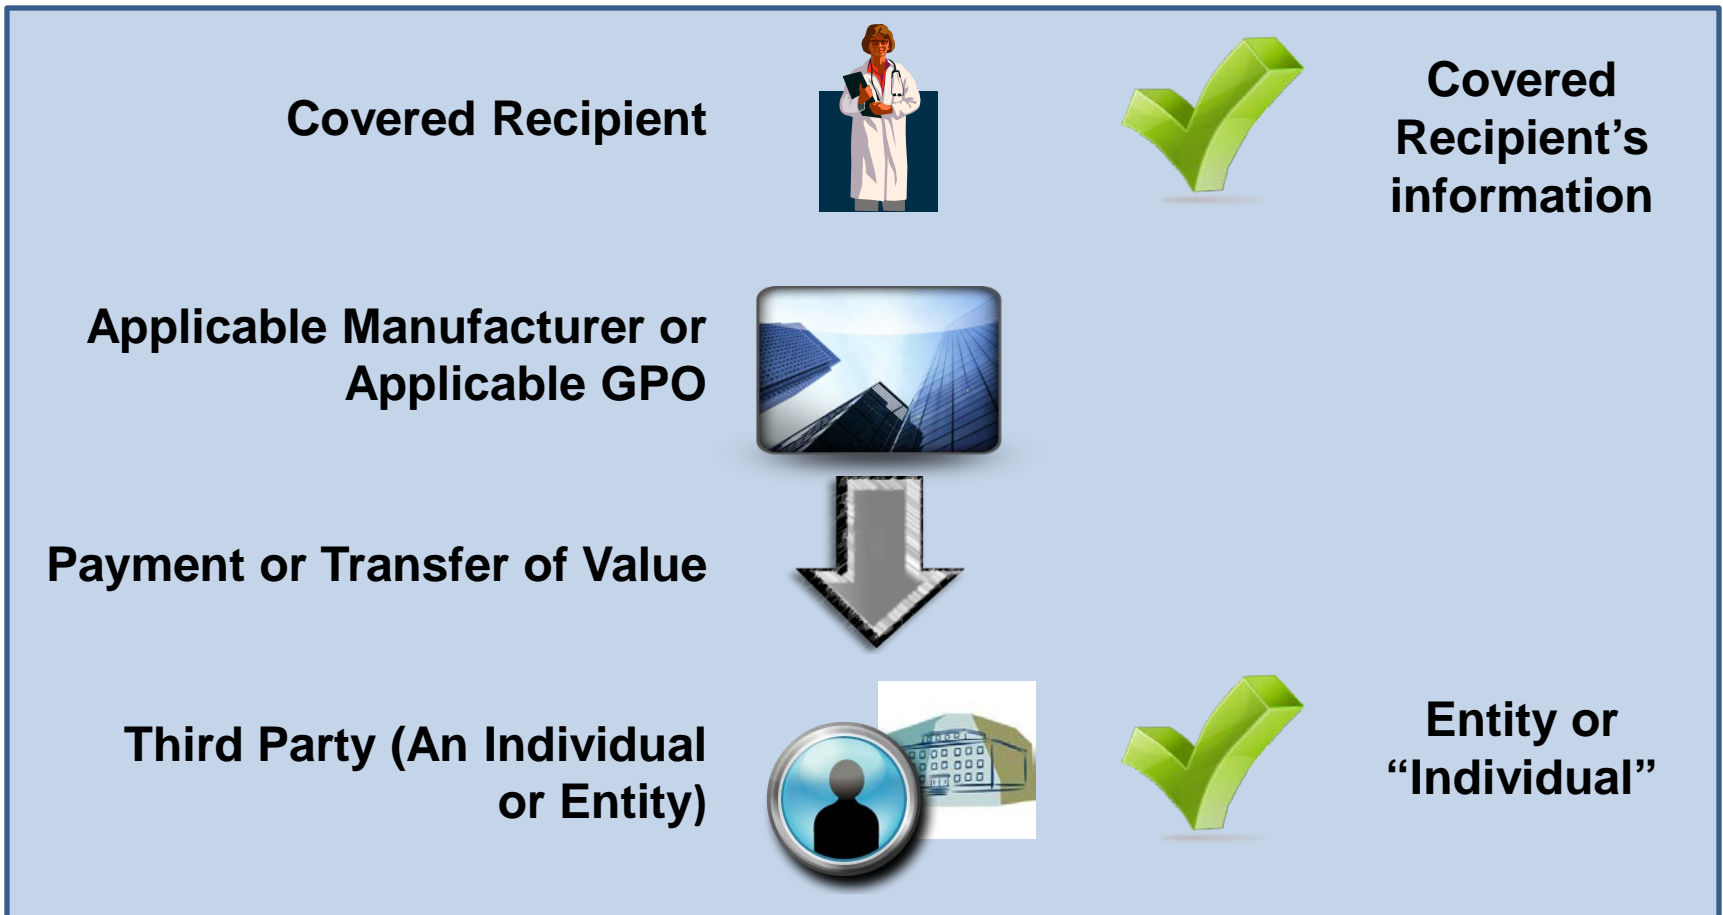 Covered Recipient
Covered
Recipient’s
information
Applicable Manufacturer or
Applicable GPO
Payment or Transfer of Value
Third Party (An Individual
or Entity)
Entity or
“Individual”